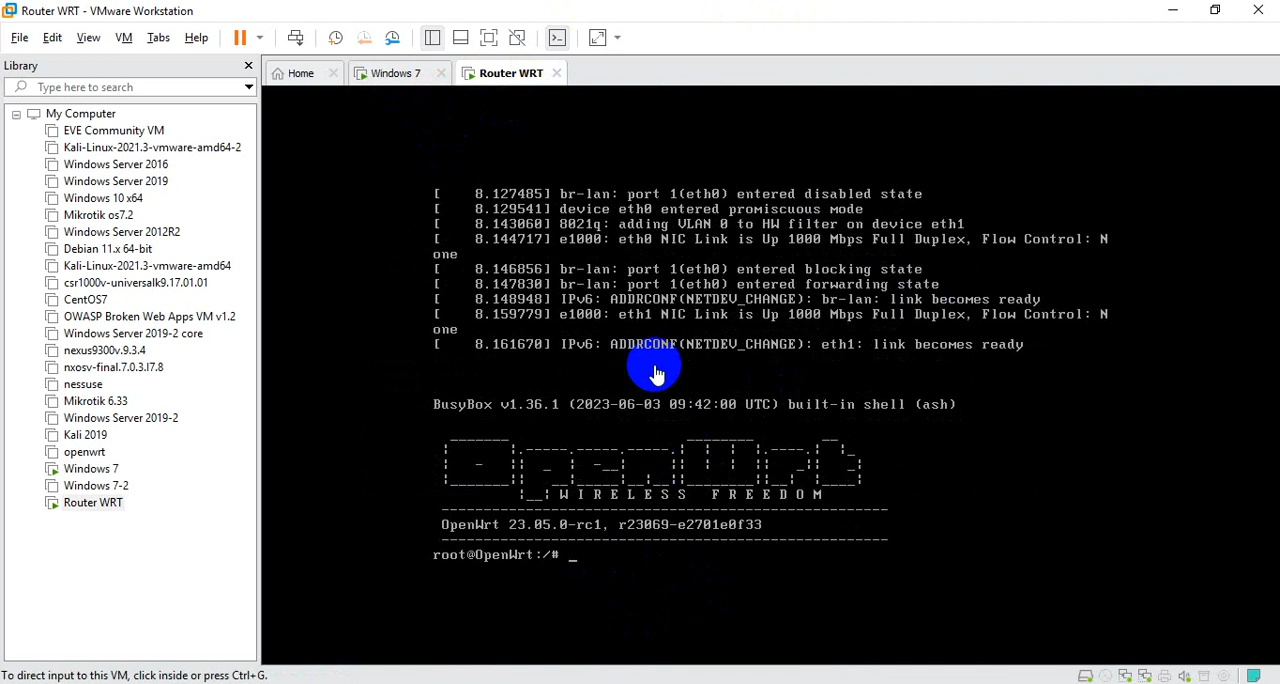 Router WRT - VMware Workstation
File Edit View VM Tabs Help
Library
Type here to search
Home Windows 7 Router WRT
My Computer
EVE Community VM
Kali-Linux-2021.3-vmware-amd64-2
Windows Server 2016
Windows Server 2019
Windows 10 x64
Mikrotik os7.2
Windows Server 2012R2
Debian 11.x 64-bit
Kali-Linux-2021.3-vmware-amd64
csr1000v-universalk9.17.01.01
CentOS7
OWASP Broken Web Apps VM v1.2
Windows Server 2019-2 core
nexus9300v.9.3.4
nxosv-final.7.0.3.I7.8
nessuse
Mikrotik 6.33
Windows Server 2019-2
Kali 2019
openwrt
Windows 7
Windows 7-2
Router WRT
[    8.127485] br-lan: port 1(eth0) entered disabled state
[    8.129541] device eth0 entered promiscuous mode
[    8.143060] 8021q: adding VLAN 0 to HW filter on device eth1
[    8.144717] e1000: eth0 NIC Link is Up 1000 Mbps Full Duplex, Flow Control: N
one
[    8.146856] br-lan: port 1(eth0) entered blocking state
[    8.147830] br-lan: port 1(eth0) entered forwarding state
[    8.148948] IPv6: ADDRCONF(NETDEV_CHANGE): br-lan: link becomes ready
[    8.159779] e1000: eth1 NIC Link is Up 1000 Mbps Full Duplex, Flow Control: N
one
[    8.161670] IPv6: ADDRCONF(NETDEV_CHANGE): eth1: link becomes ready
BusyBox v1.36.1 (2023-06-03 09:42:00 UTC) built-in shell (ash)
OpenWrt
W I R E L E S S   F R E E D O M
OpenWrt 23.05.0-rc1, r23069-e2701e0f33
root@OpenWrt:/# _
To direct input to this VM, click inside or press Ctrl+G.